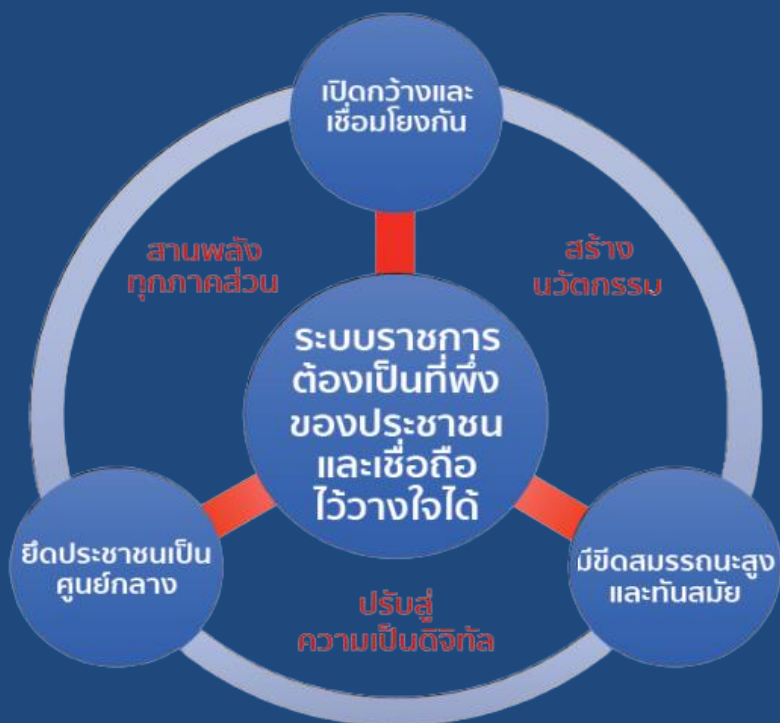 เปิดกว้างและ
เชื่อมโยงกัน
สานพลัง
ทุกภาคส่วน
สร้าง
นวัตกรรม
ระบบราชการ
ต้องเป็นที่พึ่ง
ของประชาชน
และเชื่อถือ
ไว้วางใจได้
ยึดประชาชนเป็น
ศูนย์กลาง
มีขีดสมรรถนะสูง
และทันสมัย
ปรับสู่
ความเป็นดิจิทัล